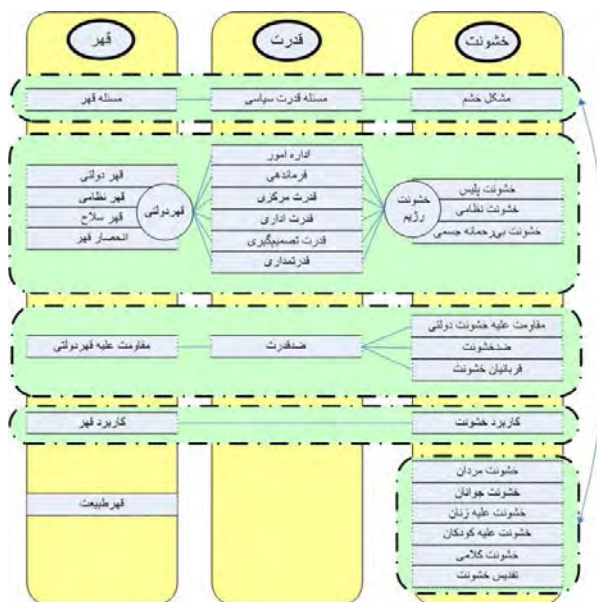 خشونت
قدرت
قهر
مشکل خشم
مسئله قدرت سیاسی
مسئله قهر
خشونت پلیس
خشونت نظامی
خشونت بی‌رحمانه جسمی
خشونت
رژیم
اداره امور
فرماندهی
قدرت مرکزی
قدرت اداری
قدرت تصمیم‌گیری
قدرتمداری
قهردولتی
قهر دولتی
قهر نظامی
قهر سلاح
انحصار قهر
مقاومت علیه خشونت دولتی
ضدخشونت
قربانیان خشونت
ضدقدرت
مقاومت علیه قهردولتی
کاربرد خشونت
کاربرد قهر
خشونت مردان
خشونت جوانان
خشونت علیه زنان
خشونت علیه کودکان
خشونت کلامی
تقدیس خشونت
قهرطبیعت